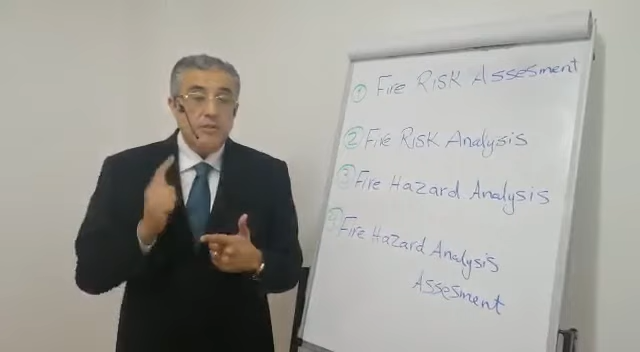 1 Fire RISK Assesment
2 Fire RISK Analysis
3 Fire Hazard Analysis
4 Fire Hazard Analysis
Assesment